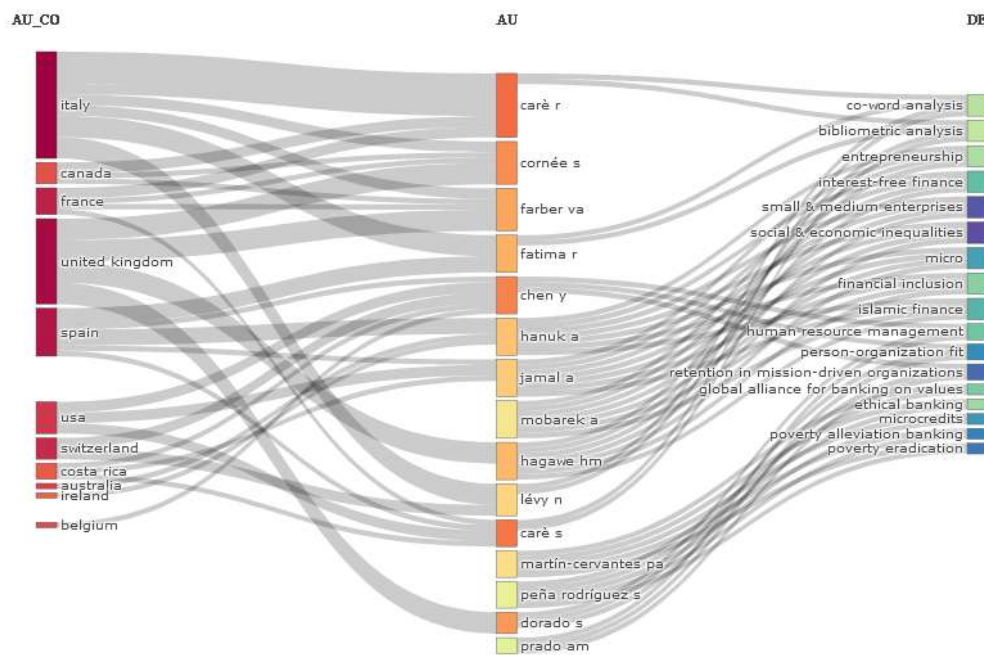 AU_CO
AU
DE
italy
canada
france
united kingdom
spain
usa
switzerland
costa rica
australia
ireland
belgium
carè r
cornée s
farber va
fatima r
chen y
hanuk a
jamal a
mobarek a
hagawe hm
lévy n
carè s
martín-cervantes pa
peña rodríguez s
dorado s
prado am
co-word analysis
bibliometric analysis
entrepreneurship
interest-free finance
small & medium enterprises
social & economic inequalities
micro
financial inclusion
islamic finance
human resource management
person-organization fit
retention in mission-driven organizations
global alliance for banking on values
ethical banking
microcredits
poverty alleviation banking
poverty eradication